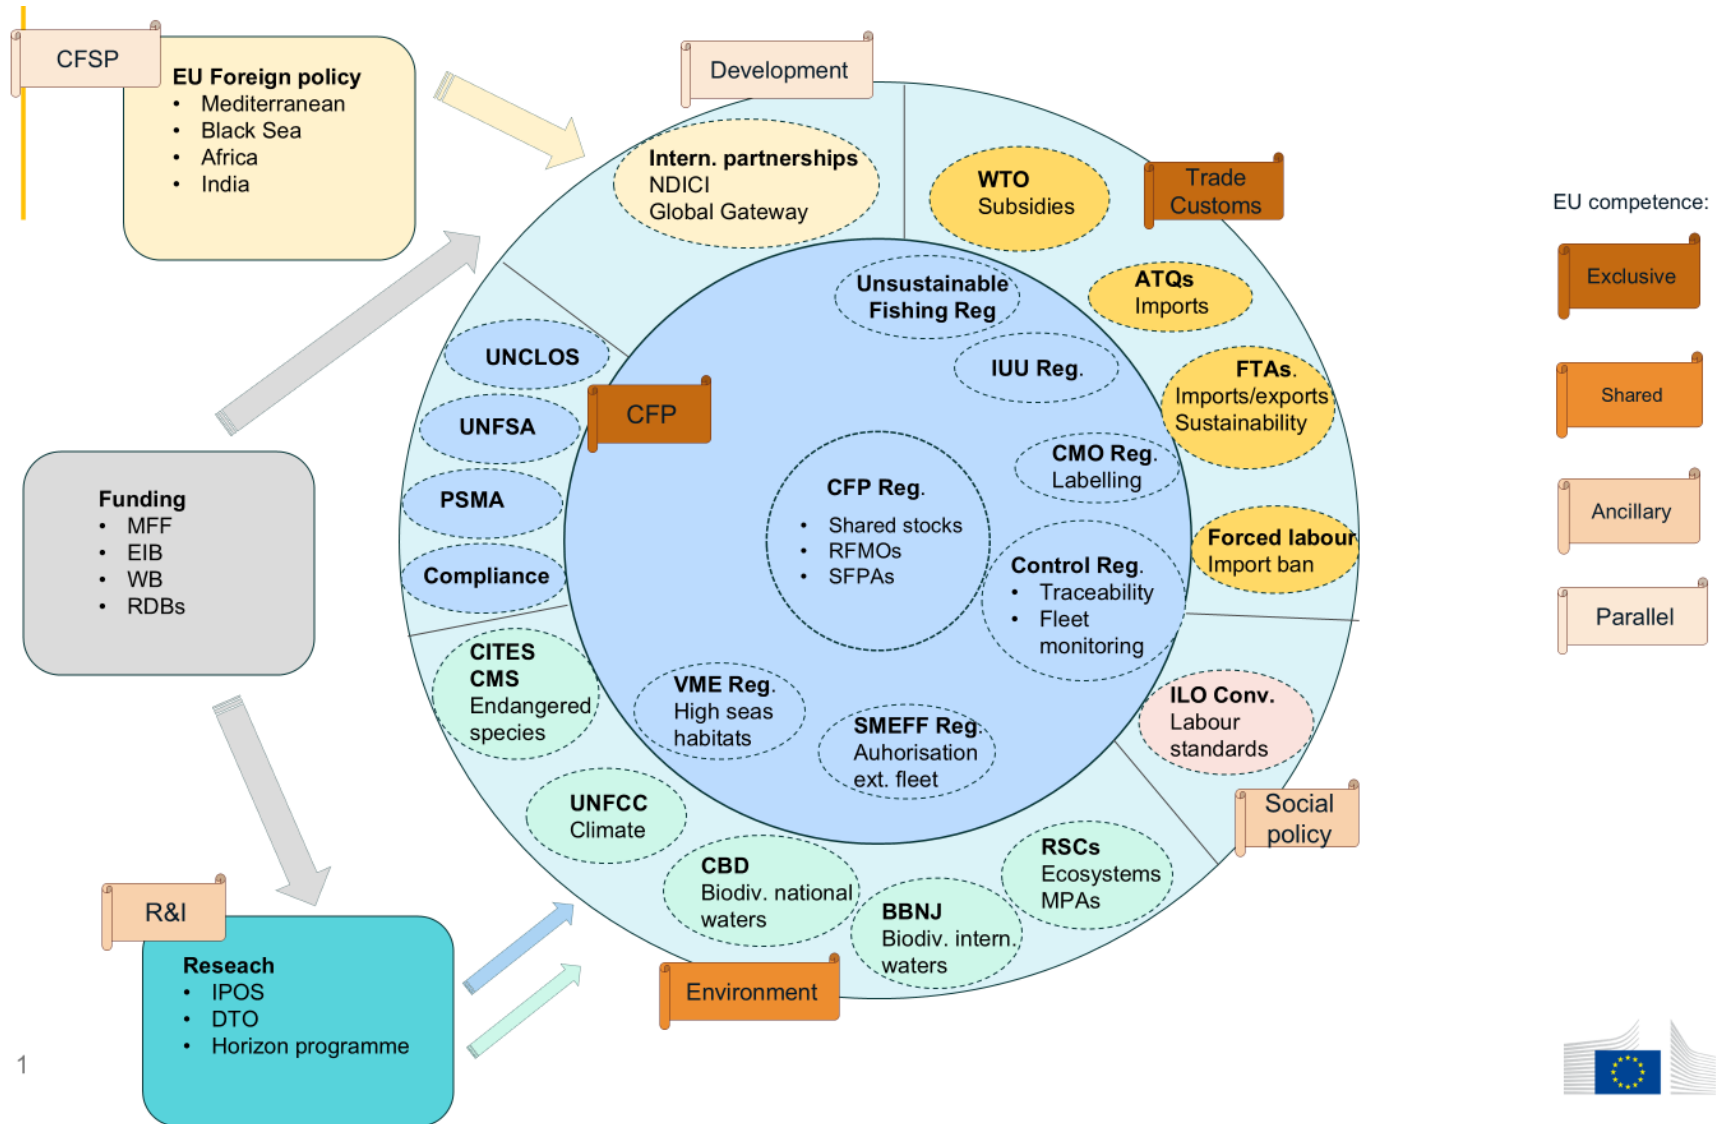 CFSP
EU Foreign policy
• Mediterranean
• Black Sea
• Africa
• India
Funding
• MFF
• EIB
• WB
• RDBs
R&I
Reseach
• IPOS
• DTO
• Horizon programme
1
Development
Intern. partnerships
NDICI
Global Gateway
WTO
Subsidies
Trade
Customs
ATQs
Imports
FTAs.
Imports/exports
Sustainability
Forced labour
Import ban
UNCLOS
UNFSA
PSMA
Compliance
CFP
Unsustainable
Fishing Reg
IUU Reg.
CMO Reg.
Labelling
CFP Reg.
• Shared stocks
• RFMOs
• SFPAs
Control Reg.
• Traceability
• Fleet
monitoring
VME Reg.
High seas
habitats
SMEFF Reg.
Auhorisation
ext. fleet
CITES
CMS
Endangered
species
UNFCC
Climate
CBD
Biodiv. national
waters
BBNJ
Biodiv. intern.
waters
RSCs
Ecosystems
MPAs
ILO Conv.
Labour
standards
Social
policy
Environment
EU competence:
Exclusive
Shared
Ancillary
Parallel